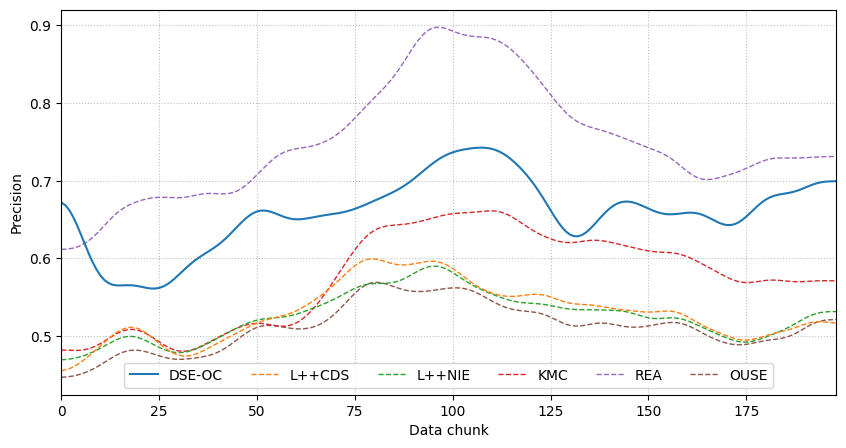 0.9
0.8
0.7
0.6
0.5
Precision
DSE-OC L++CDS L++NIE KMC REA OUSE
0 25 50 75 100 125 150 175
Data chunk